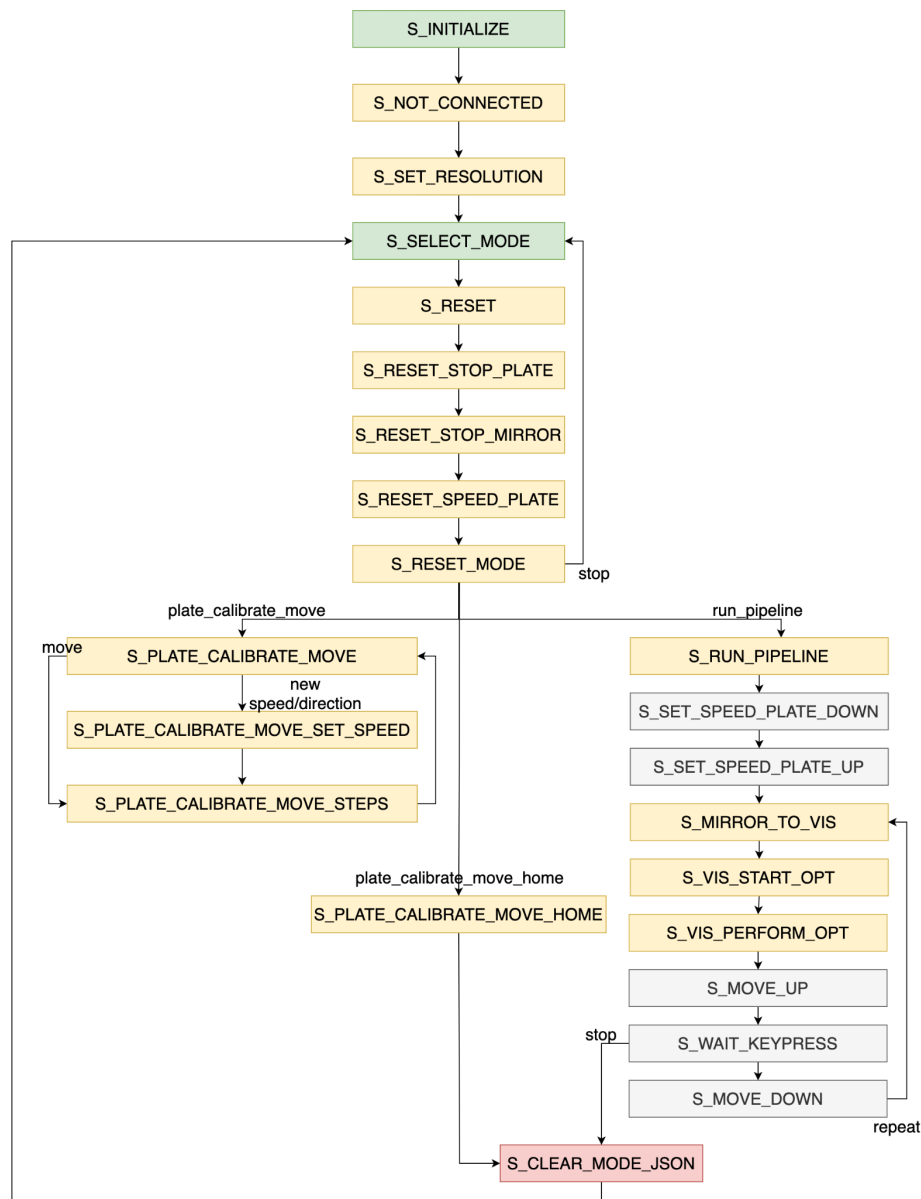 S_INITIALIZE
S_NOT_CONNECTED
S_SET_RESOLUTION
S_SELECT_MODE
S_RESET
S_RESET_STOP_PLATE
S_RESET_STOP_MIRROR
S_RESET_SPEED_PLATE
S_RESET_MODE
stop
plate_calibrate_move
run_pipeline
move
S_PLATE_CALIBRATE_MOVE
new
speed/direction
S_PLATE_CALIBRATE_MOVE_SET_SPEED
S_PLATE_CALIBRATE_MOVE_STEPS
plate_calibrate_move_home
S_PLATE_CALIBRATE_MOVE_HOME
S_RUN_PIPELINE
S_SET_SPEED_PLATE_DOWN
S_SET_SPEED_PLATE_UP
S_MIRROR_TO_VIS
S_VIS_START_OPT
S_VIS_PERFORM_OPT
S_MOVE_UP
stop
S_WAIT_KEYPRESS
S_MOVE_DOWN
repeat
S_CLEAR_MODE_JSON